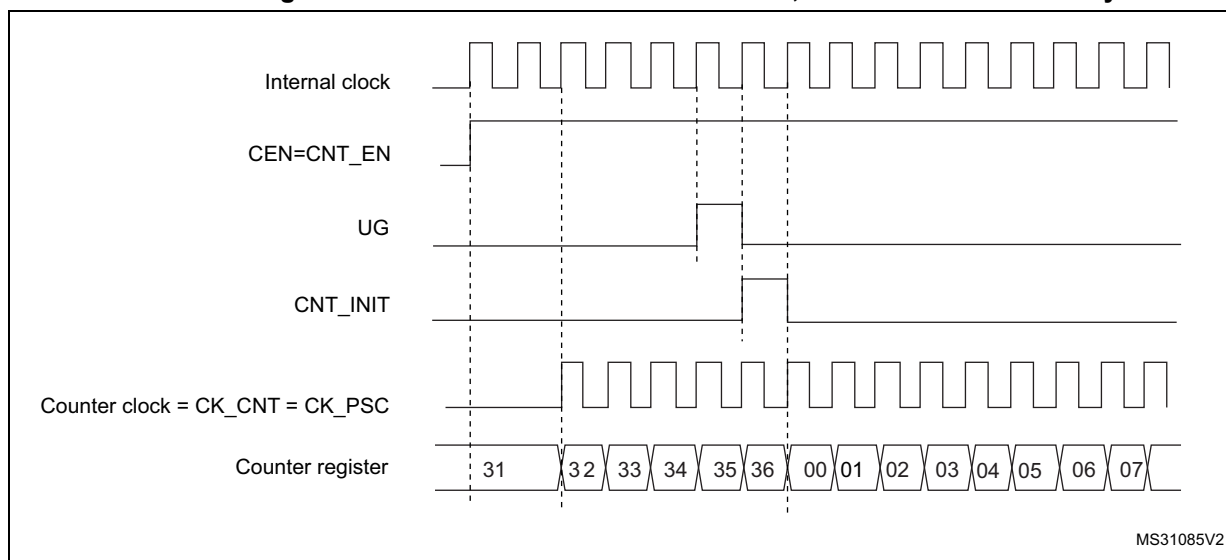 Internal clock
CEN=CNT_EN
UG
CNT_INIT
Counter clock = CK_CNT = CK_PSC
Counter register 31 32 33 34 35 36 00 01 02 03 04 05 06 07
MS31085V2